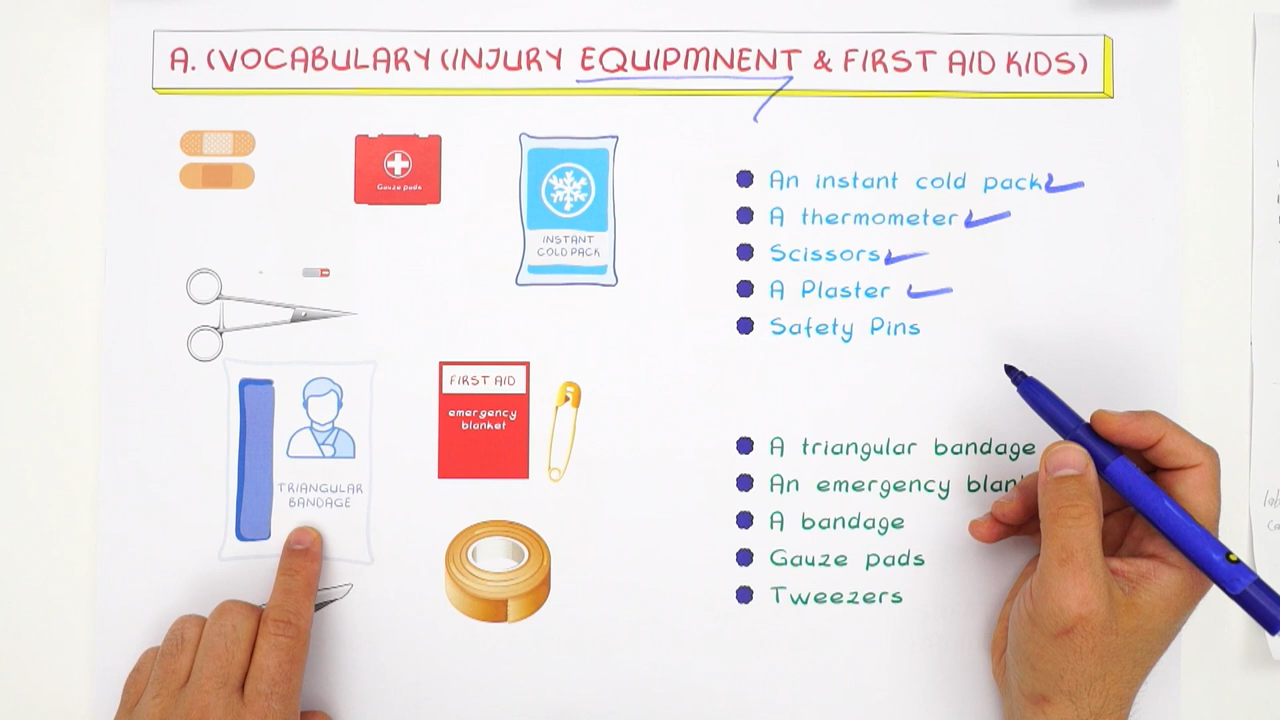 A. (VOCABULARY (INJURY EQUIPMNENT & FIRST AID KIDS)
Gauze pads
INSTANT
COLD PACK
An instant cold pack
A thermometer
Scissors
A Plaster
Safety Pins
FIRST AID
emergency
blanket
TRIANGULAR
BANDAGE
A triangular bandage
An emergency
A bandage
Gauze pads
Tweezers